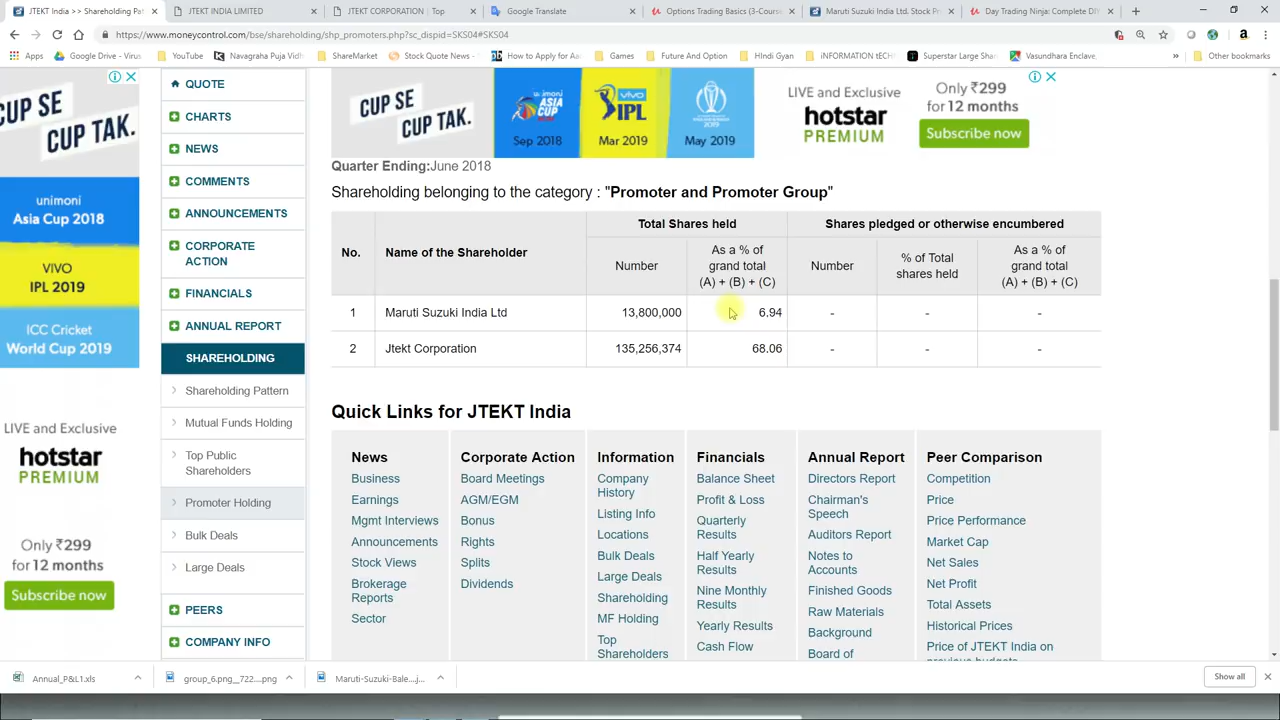 JTEKT India >> Shareholding Pat
JTEKT INDIA LIMITED
JTEKT CORPORATION | Top
Google Translate
Options Trading Basics (3-Course
Maruti Suzuki India Ltd. Stock Pr
Day Trading Ninja: Complete DIY
https://www.moneycontrol.com/bse/shareholding/shp_promoters.php?sc_dispid=SKS04#SKS04
Apps
Google Drive - Virus
YouTube
Navagraha Puja Vidh
ShareMarket
Stock Quote News -
How to Apply for Aa
Games
Future And Option
HIndi Gyan
iNFORMATION tECH
Superstar Large Shar
Vasundhara Enclave.
Other bookmarks
CUP SE
CUP TAK.
unimoni
Asia Cup 2018
VIVO
IPL 2019
ICC Cricket
World Cup 2019
LIVE and Exclusive
hotstar
PREMIUM
Only ₹299
for 12 months
Subscribe now
QUOTE
CHARTS
NEWS
COMMENTS
ANNOUNCEMENTS
CORPORATE
ACTION
FINANCIALS
ANNUAL REPORT
SHAREHOLDING
Shareholding Pattern
Mutual Funds Holding
Top Public
Shareholders
Promoter Holding
Bulk Deals
Large Deals
PEERS
COMPANY INFO
CUP SE
CUP TAK.
unimoni
ASIA CUP
Sep 2018
VIVO
IPL
Mar 2019
May 2019
LIVE and Exclusive
hotstar
PREMIUM
Only ₹299
for 12 months
Subscribe now
Quarter Ending:June 2018
Shareholding belonging to the category : "Promoter and Promoter Group"
No.
Name of the Shareholder
Total Shares held
Shares pledged or otherwise encumbered
Number
As a % of
grand total
(A) + (B) + (C)
Number
% of Total
shares held
As a % of
grand total
(A) + (B) + (C)
1 Maruti Suzuki India Ltd 13,800,000 6.94 - - -
2 Jtekt Corporation 135,256,374 68.06 - - -
Quick Links for JTEKT India
News
Business
Earnings
Mgmt Interviews
Announcements
Stock Views
Brokerage
Reports
Sector
Corporate Action
Board Meetings
AGM/EGM
Bonus
Rights
Splits
Dividends
Information
Company
History
Listing Info
Locations
Bulk Deals
Large Deals
Shareholding
MF Holding
Top
Shareholders
Financials
Balance Sheet
Profit & Loss
Quarterly
Results
Half Yearly
Results
Nine Monthly
Results
Yearly Results
Cash Flow
Annual Report
Directors Report
Chairman's
Speech
Auditors Report
Notes to
Accounts
Finished Goods
Raw Materials
Background
Board of
Peer Comparison
Competition
Price
Price Performance
Market Cap
Net Sales
Net Profit
Total Assets
Historical Prices
Price of JTEKT India on
previous budgets
Annual_P&L1.xls
group_6.png__722....png
Maruti-Suzuki-Bale....j...
Show all